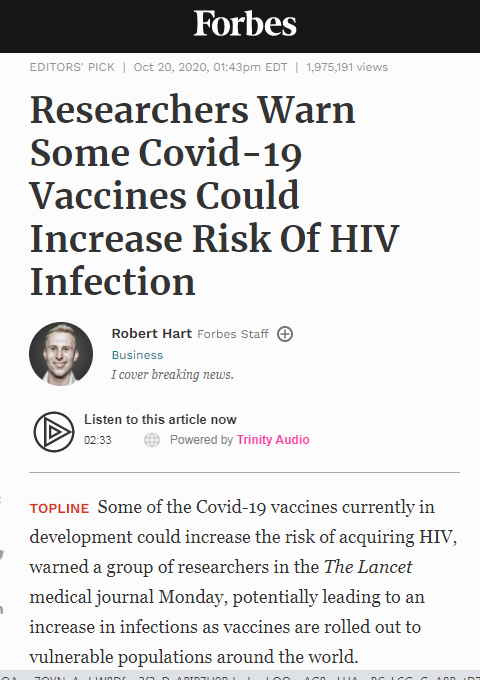 Forbes
EDITORS' PICK | Oct 20, 2020, 01:43pm EDT | 1,975,191 views
Researchers Warn
Some Covid-19
Vaccines Could
Increase Risk Of HIV
Infection
Robert Hart Forbes Staff
Business
I cover breaking news.
Listen to this article now
02:33 Powered by Trinity Audio
TOPLINE Some of the Covid-19 vaccines currently in
development could increase the risk of acquiring HIV,
warned a group of researchers in the The Lancet
medical journal Monday, potentially leading to an
increase in infections as vaccines are rolled out to
vulnerable populations around the world.